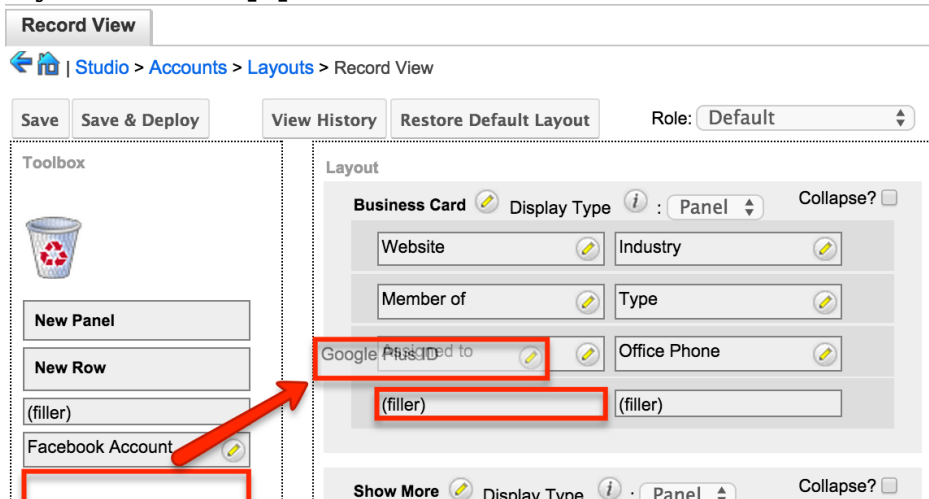 Record View
| Studio > Accounts > Layouts > Record View
Save Save & Deploy View History Restore Default Layout Role: Default
Toolbox
New Panel
New Row
(filler)
Facebook Account
Layout
Business Card Display Type i : Panel Collapse?
Website Industry
Member of Type
Google Plus ID
Assigned to Office Phone
(filler) (filler)
Show More Display Type i : Panel Collapse?